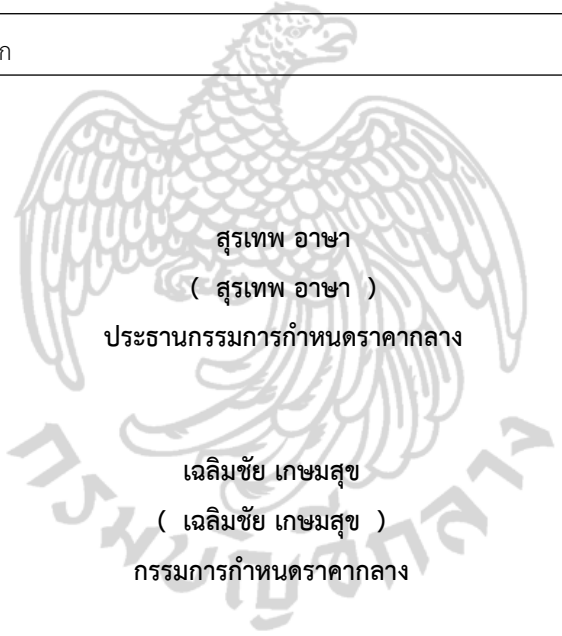 ก
สุรเทพ อาษา
( สุรเทพ อาษา )
ประธานกรรมการกำหนดราคากลาง
เฉลิมชัย เกษมสุข
( เฉลิมชัย เกษมสุข )
กรรมการกำหนดราคากลาง
กรมบัญชีกลาง